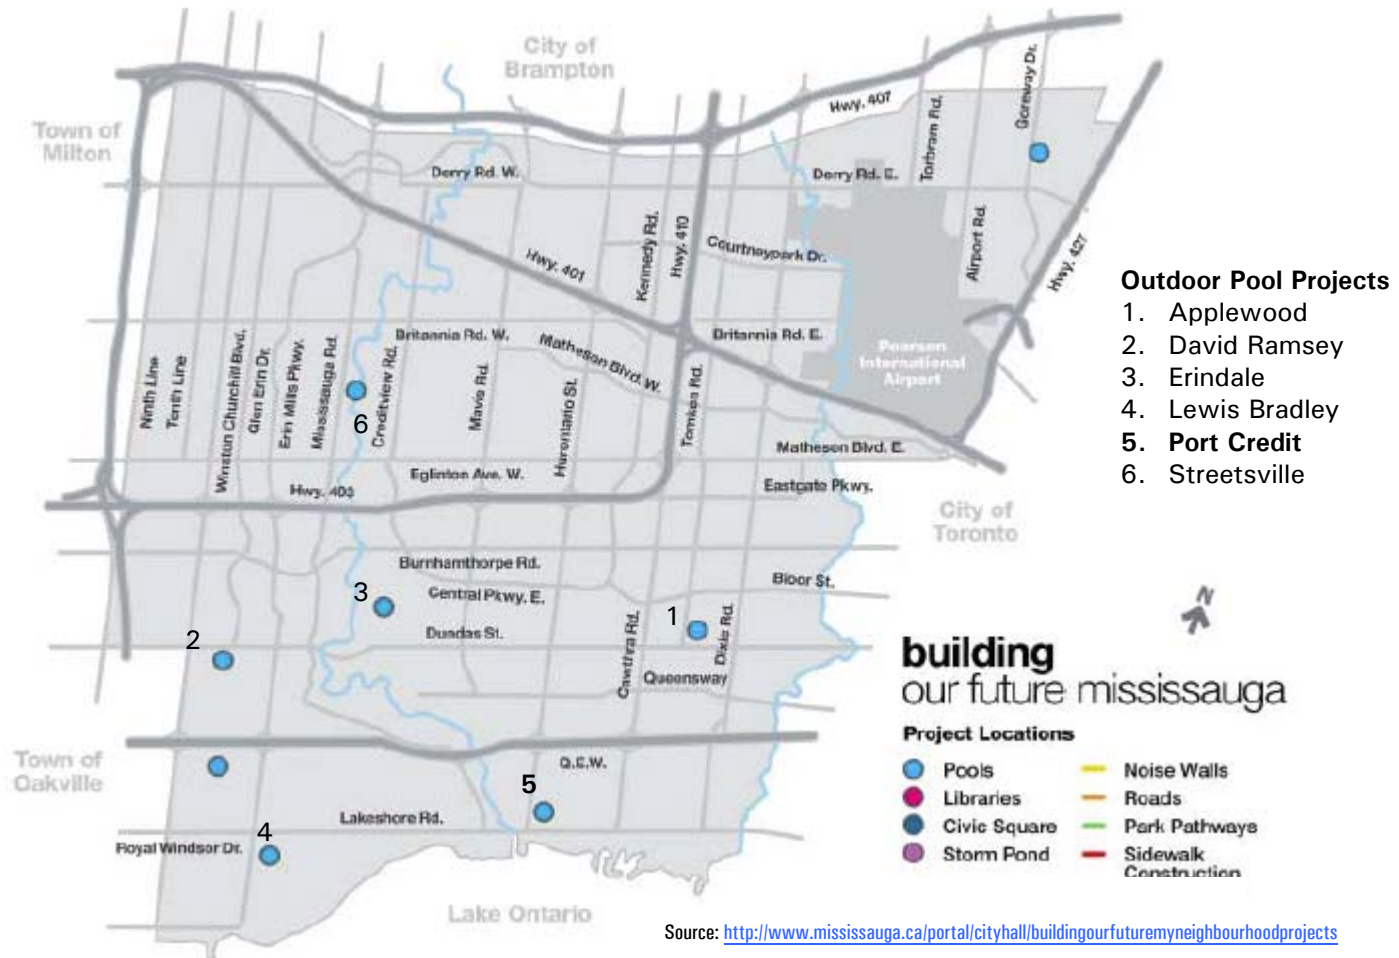 City of
Brampton
Town of
Milton
Hwy. 407
Goreway Dr.
Torbram Rd.
Derry Rd. W.
Derry Rd. E.
Airport Rd.
Hwy. 427
Kennedy Rd.
Hwy. 410
Courtneypark Dr.
Hwy. 401
Britannia Rd. W.
Matheson Blvd. W.
Britannia Rd. E.
Pearson
International
Airport
Ninth Line
Tenth Line
Winston Churchill Blvd.
Glen Erin Dr.
Erin Mills Pkwy.
Mississauga Rd.
6
Creditview Rd.
Mavis Rd.
Hurontario St.
Tomken Rd.
Matheson Blvd. E.
Eglinton Ave. W.
Hwy. 403
Eastgate Pkwy.
City of
Toronto
Outdoor Pool Projects
1. Applewood
2. David Ramsey
3. Erindale
4. Lewis Bradley
5. Port Credit
6. Streetsville
Burnhamthorpe Rd.
Bloor St.
3
Central Pkwy. E.
Dundas St.
1
2
Cawthra Rd.
Dixie Rd.
Queensway
N
building
our future mississauga
Project Locations
Pools
Libraries
Civic Square
Storm Pond
Noise Walls
Roads
Park Pathways
Sidewalk
Construction
Town of
Oakville
Q.E.W.
5
Lakeshore Rd.
4
Royal Windsor Dr.
Lake Ontario
Source: http://www.mississauga.ca/portal/cityhall/buildingourfuturemyneighbourhoodprojects